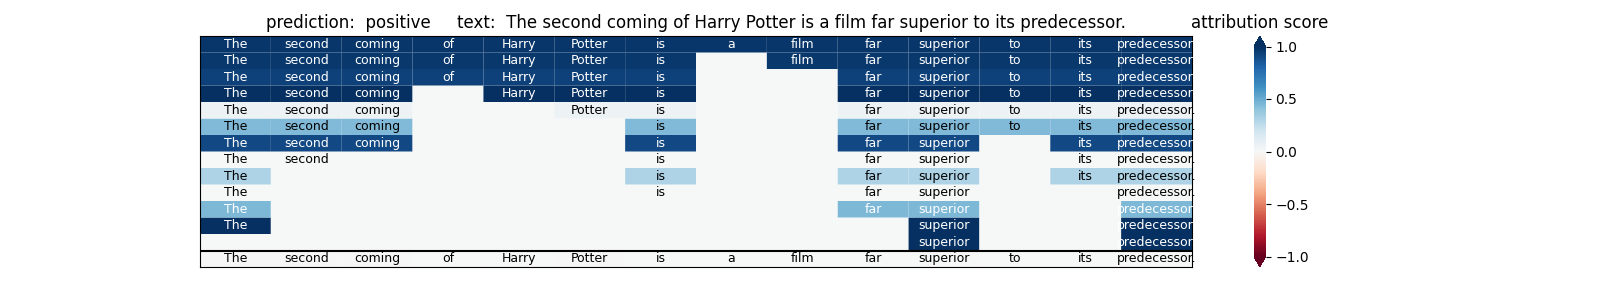 prediction: positive text: The second coming of Harry Potter is a film far superior to its predecessor. attribution score
The second coming of Harry Potter is a film far superior to its predecessor. 1.0
The second coming of Harry Potter is film far superior to its predecessor.
The second coming of Harry Potter is far superior to its predecessor.
The second coming Harry Potter is far superior to its predecessor. 0.5
The second coming Potter is far superior to its predecessor.
The second coming is far superior to its predecessor.
The second coming is far superior its predecessor.
The second is far superior its predecessor. 0.0
The is far superior its predecessor.
The is far superior predecessor.
The far superior predecessor. −0.5
The superior predecessor.
superior predecessor.
The second coming of Harry Potter is a film far superior to its predecessor. −1.0